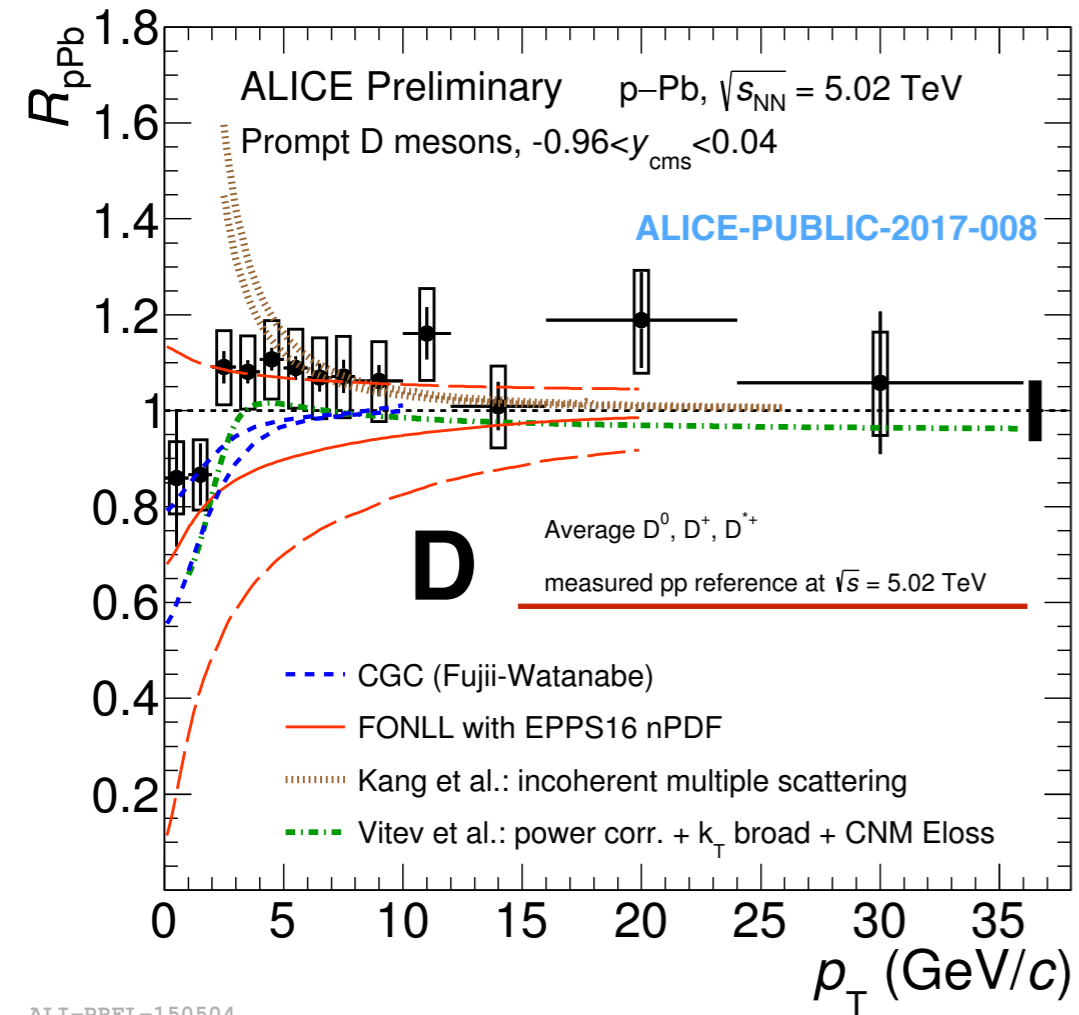 R_pPb
1.8
1.6
1.4
1.2
1
0.8
0.6
0.4
0.2
ALICE Preliminary p−Pb, √s_NN = 5.02 TeV
Prompt D mesons, -0.96<y_cms<0.04
ALICE-PUBLIC-2017-008
D
Average D^0, D^+, D^*+
measured pp reference at √s = 5.02 TeV
CGC (Fujii-Watanabe)
FONLL with EPPS16 nPDF
Kang et al.: incoherent multiple scattering
Vitev et al.: power corr. + k_T broad + CNM Eloss
0 5 10 15 20 25 30 35
p_T (GeV/c)
ALI−PREL−150504